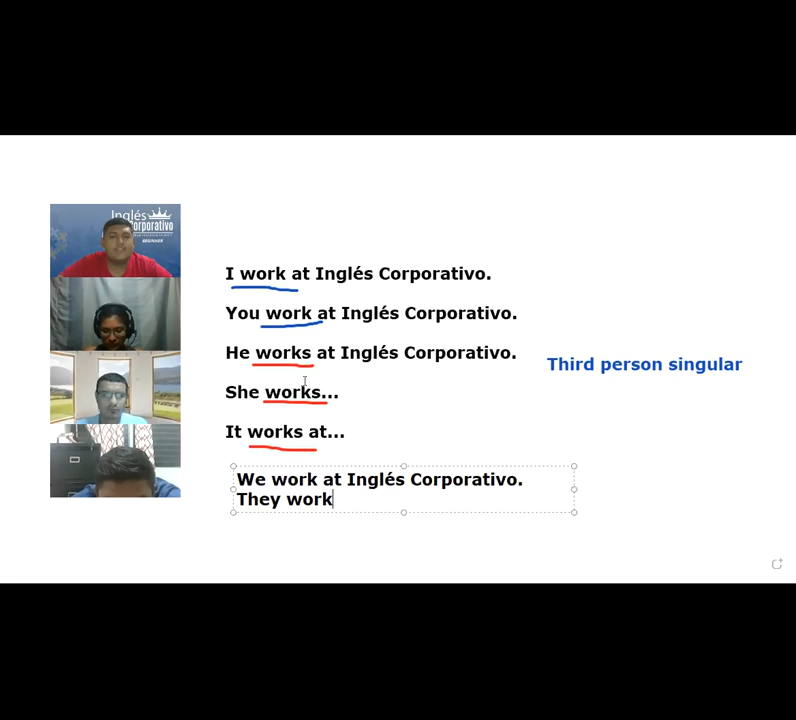 Inglés
Corporativo
BEGINNER
I work at Inglés Corporativo.
You work at Inglés Corporativo.
He works at Inglés Corporativo.
Third person singular
She works...
It works at...
We work at Inglés Corporativo.
They work